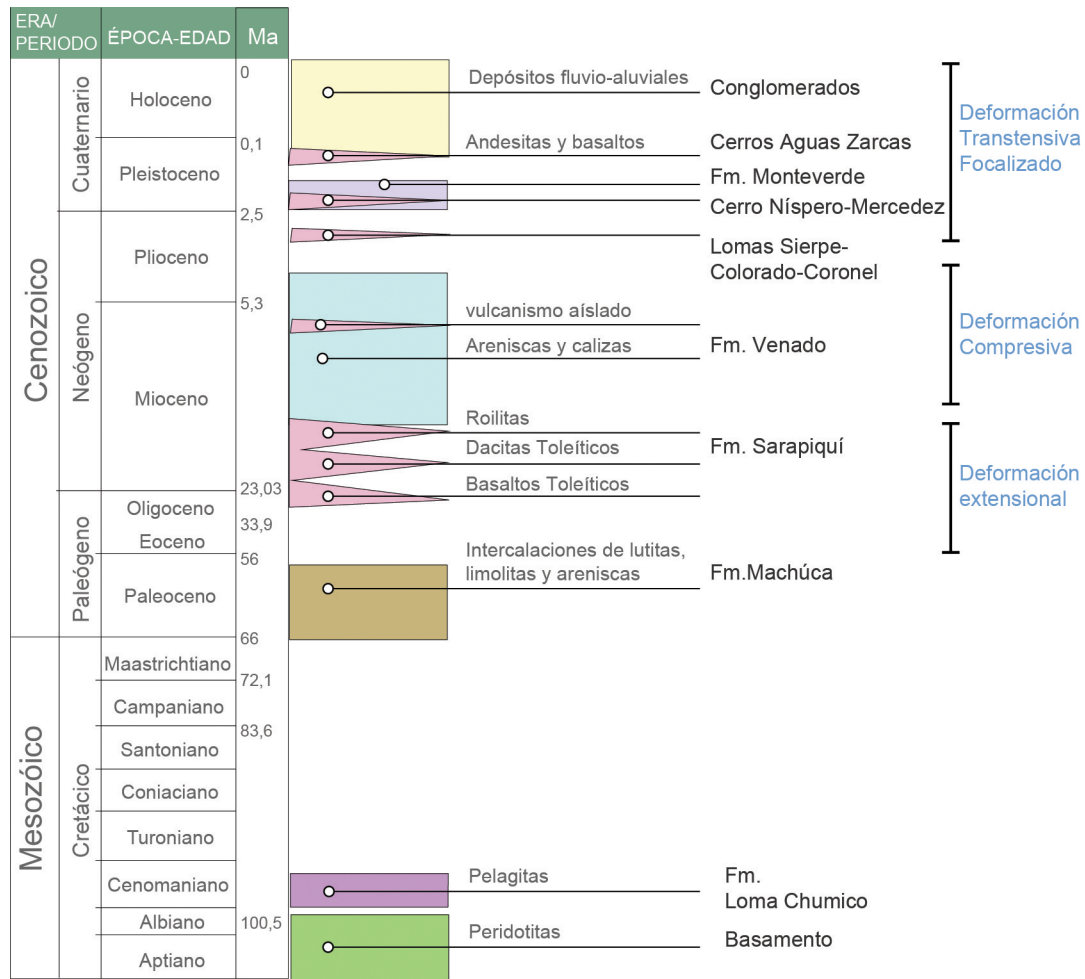 ERA/
PERIODO
ÉPOCA-EDAD
Ma
Cenozoico
Mesozóico
Cuaternario
Neógeno
Paleógeno
Cretácico
Holoceno
Pleistoceno
Plioceno
Mioceno
Oligoceno
Eoceno
Paleoceno
Maastrichtiano
Campaniano
Santoniano
Coniaciano
Turoniano
Cenomaniano
Albiano
Aptiano
0
0,1
2,5
5,3
23,03
33,9
56
66
72,1
83,6
100,5
Depósitos fluvio-aluviales
Conglomerados
Andesitas y basaltos
Cerros Aguas Zarcas
Fm. Monteverde
Cerro Níspero-Mercedez
Lomas Sierpe-
Colorado-Coronel
vulcanismo aíslado
Areniscas y calizas
Fm. Venado
Roilitas
Dacitas Toleíticos
Fm. Sarapiquí
Basaltos Toleíticos
Intercalaciones de lutitas,
limolitas y areniscas
Fm.Machúca
Pelagitas
Fm.
Loma Chumico
Peridotitas
Basamento
Deformación
Transtensiva
Focalizado
Deformación
Compresiva
Deformación
extensional